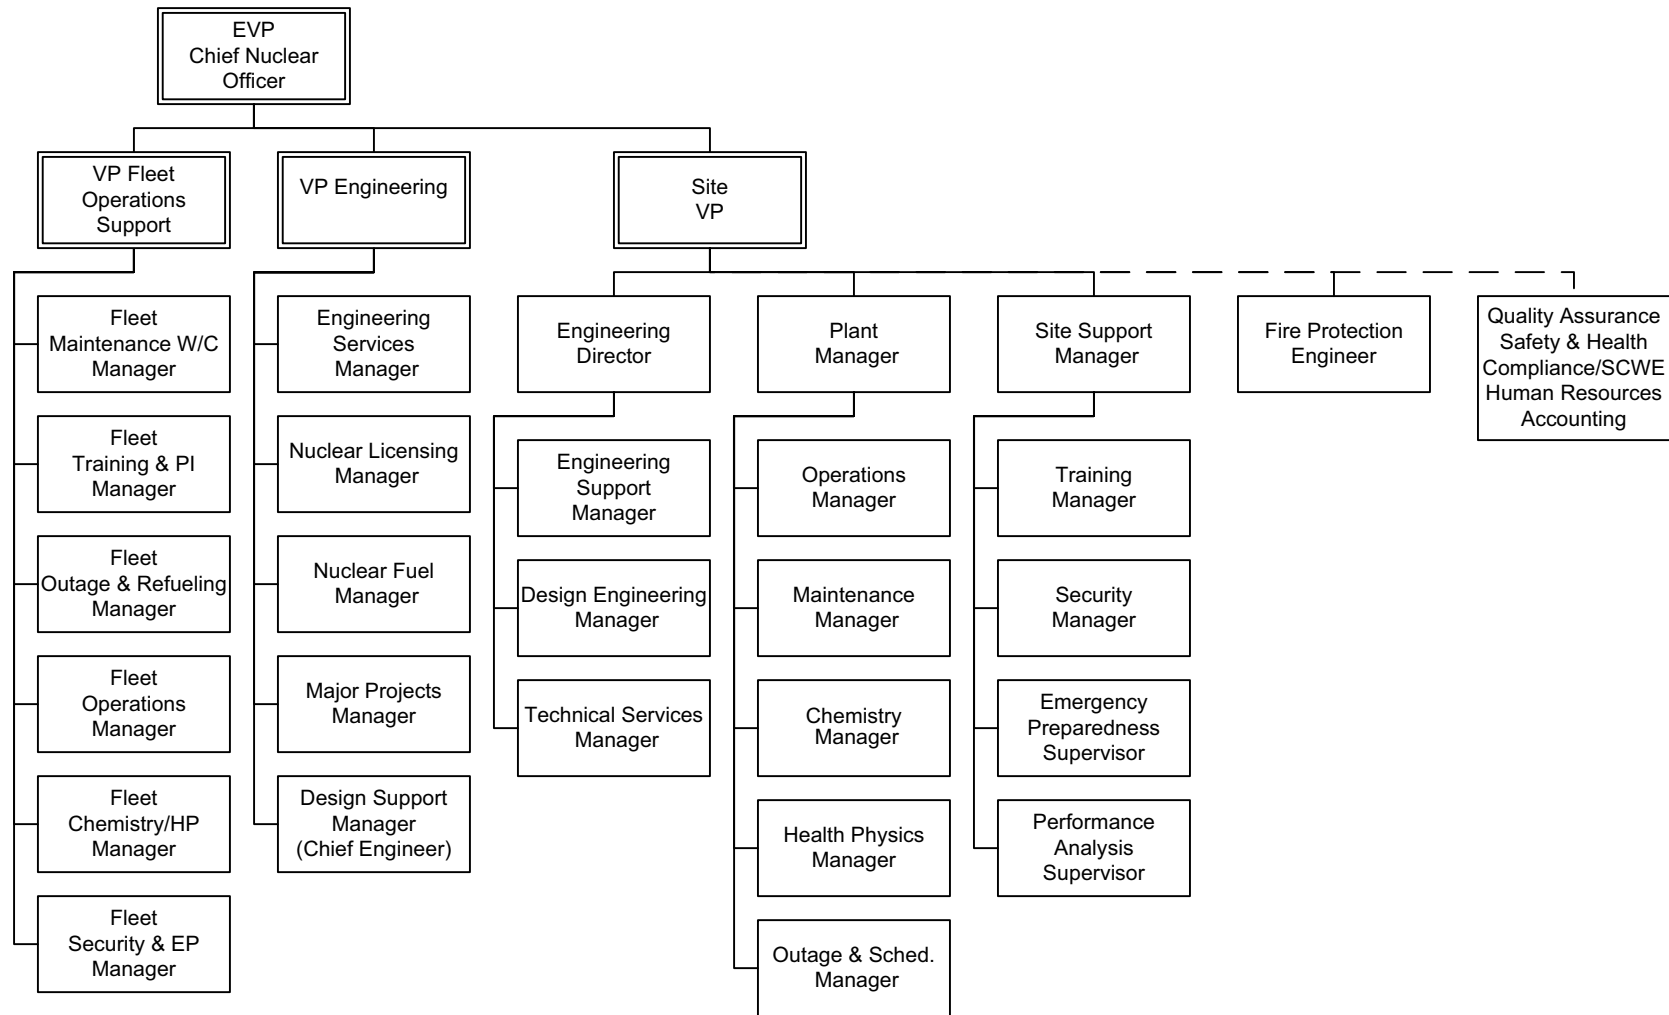 EVP
Chief Nuclear
Officer
VP Fleet
Operations
Support
VP Engineering
Site
VP
Fleet
Maintenance W/C
Manager
Fleet
Training & PI
Manager
Fleet
Outage & Refueling
Manager
Fleet
Operations
Manager
Fleet
Chemistry/HP
Manager
Fleet
Security & EP
Manager
Engineering
Services
Manager
Nuclear Licensing
Manager
Nuclear Fuel
Manager
Major Projects
Manager
Design Support
Manager
(Chief Engineer)
Engineering
Director
Engineering
Support
Manager
Design Engineering
Manager
Technical Services
Manager
Plant
Manager
Operations
Manager
Maintenance
Manager
Chemistry
Manager
Health Physics
Manager
Outage & Sched.
Manager
Site Support
Manager
Training
Manager
Security
Manager
Emergency
Preparedness
Supervisor
Performance
Analysis
Supervisor
Fire Protection
Engineer
Quality Assurance
Safety & Health
Compliance/SCWE
Human Resources
Accounting